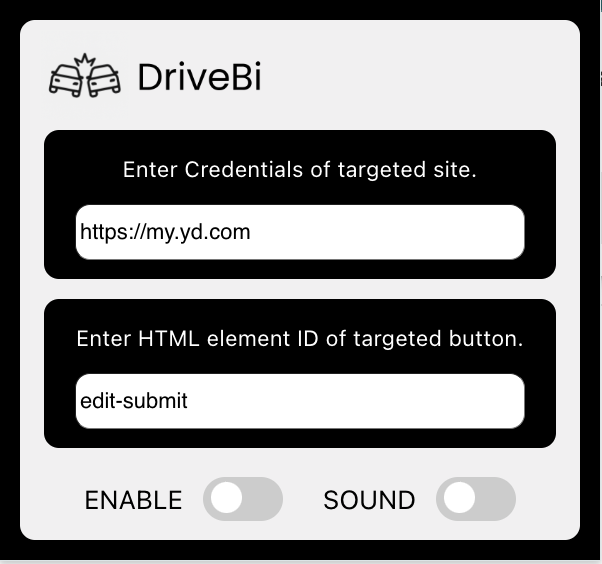 DriveBi
Enter Credentials of targeted site.
https://my.yd.com
Enter HTML element ID of targeted button.
edit-submit
ENABLE SOUND